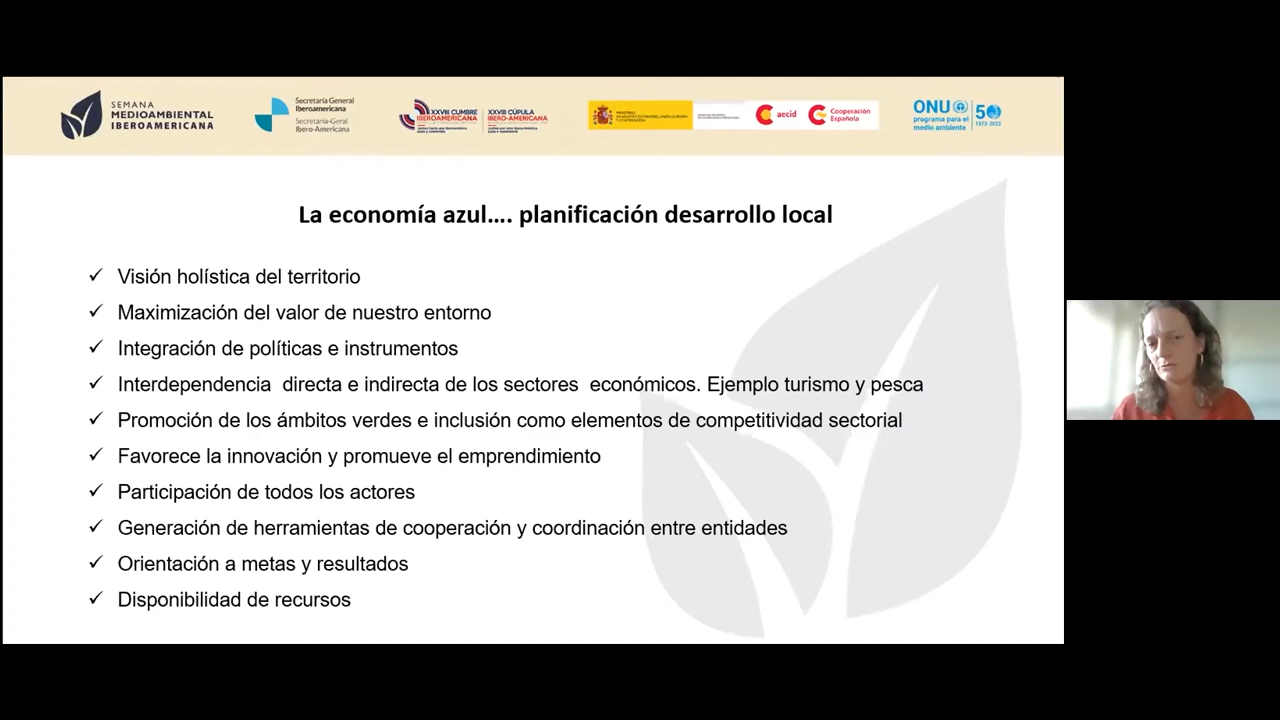 SEMANA
MEDIOAMBIENTAL
IBEROAMERICANA
Secretaría General
Iberoamericana
Secretaria-Geral
Ibero-Americana
XXVIII CUMBRE
IBEROAMERICANA
XXVIII CÚPULA
IBERO-AMERICANA
aecid
Cooperación
Española
ONU
programa para el
medio ambiente
50
1972-2022
La economía azul…. planificación desarrollo local
✓ Visión holística del territorio
✓ Maximización del valor de nuestro entorno
✓ Integración de políticas e instrumentos
✓ Interdependencia directa e indirecta de los sectores económicos. Ejemplo turismo y pesca
✓ Promoción de los ámbitos verdes e inclusión como elementos de competitividad sectorial
✓ Favorece la innovación y promueve el emprendimiento
✓ Participación de todos los actores
✓ Generación de herramientas de cooperación y coordinación entre entidades
✓ Orientación a metas y resultados
✓ Disponibilidad de recursos